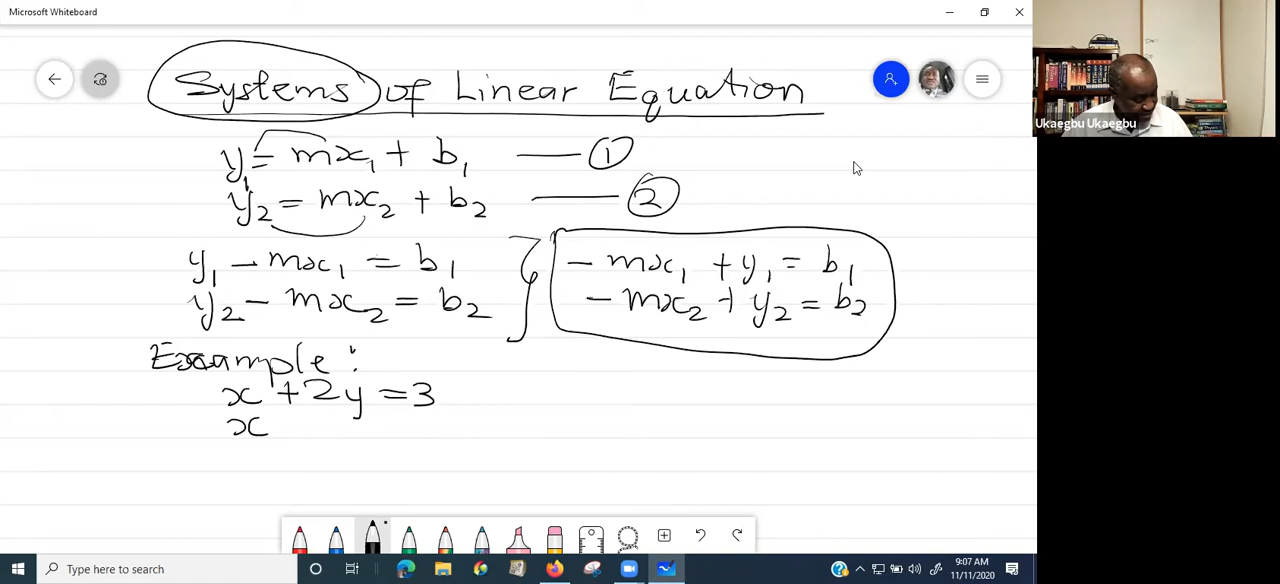 Microsoft Whiteboard
Systems of Linear Equation
y₁ = mx₁ + b₁ —— ①
y₂ = mx₂ + b₂ —— ②
y₁ - mx₁ = b₁ } - mx₁ + y₁ = b₁
y₂ - mx₂ = b₂ - mx₂ + y₂ = b₂
Example:
x + 2y = 3
x
Ukaegbu Ukaegbu
Type here to search
9:07 AM
11/11/2020